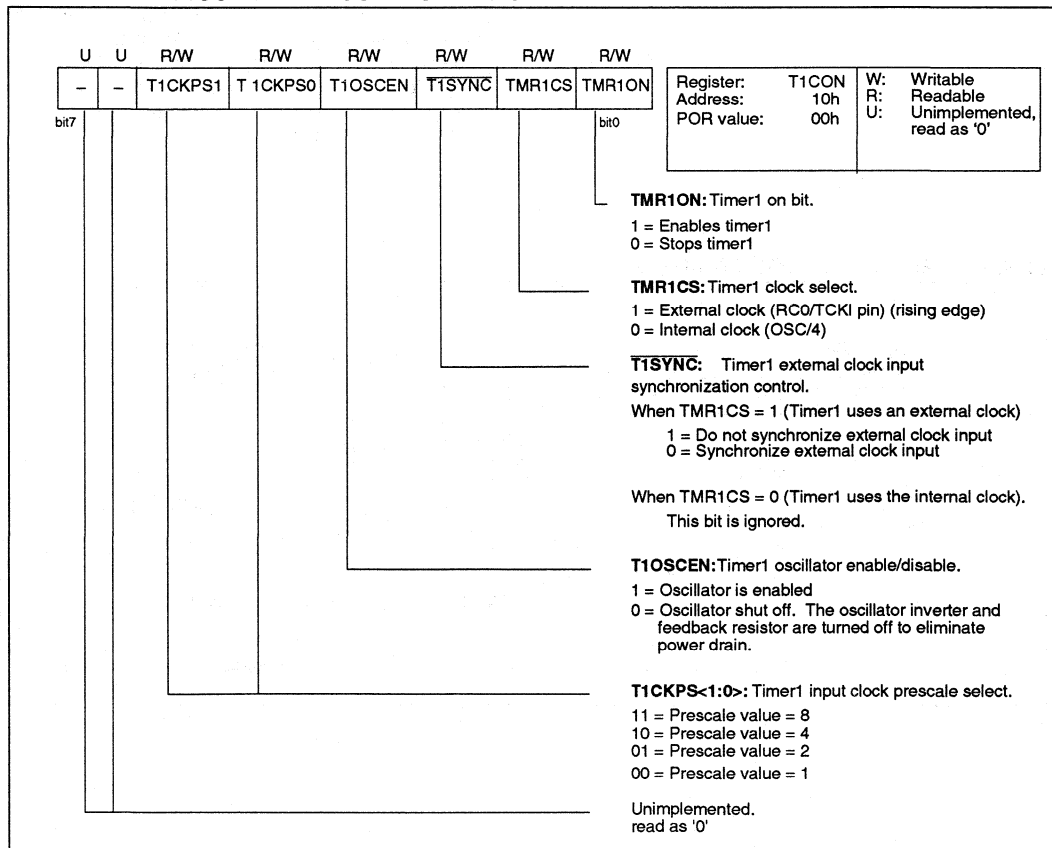 U U R/W R/W R/W R/W R/W R/W
– – T1CKPS1 T 1CKPS0 T1OSCEN T1SYNC TMR1CS TMR1ON
bit7 bit0
Register: T1CON
Address: 10h
POR value: 00h
W: Writable
R: Readable
U: Unimplemented,
read as '0'
TMR1ON: Timer1 on bit.
1 = Enables timer1
0 = Stops timer1
TMR1CS: Timer1 clock select.
1 = External clock (RC0/TCKI pin) (rising edge)
0 = Internal clock (OSC/4)
T1SYNC: Timer1 external clock input
synchronization control.
When TMR1CS = 1 (Timer1 uses an external clock)
1 = Do not synchronize external clock input
0 = Synchronize external clock input
When TMR1CS = 0 (Timer1 uses the internal clock).
This bit is ignored.
T1OSCEN: Timer1 oscillator enable/disable.
1 = Oscillator is enabled
0 = Oscillator shut off. The oscillator inverter and
feedback resistor are turned off to eliminate
power drain.
T1CKPS<1:0>: Timer1 input clock prescale select.
11 = Prescale value = 8
10 = Prescale value = 4
01 = Prescale value = 2
00 = Prescale value = 1
Unimplemented.
read as '0'